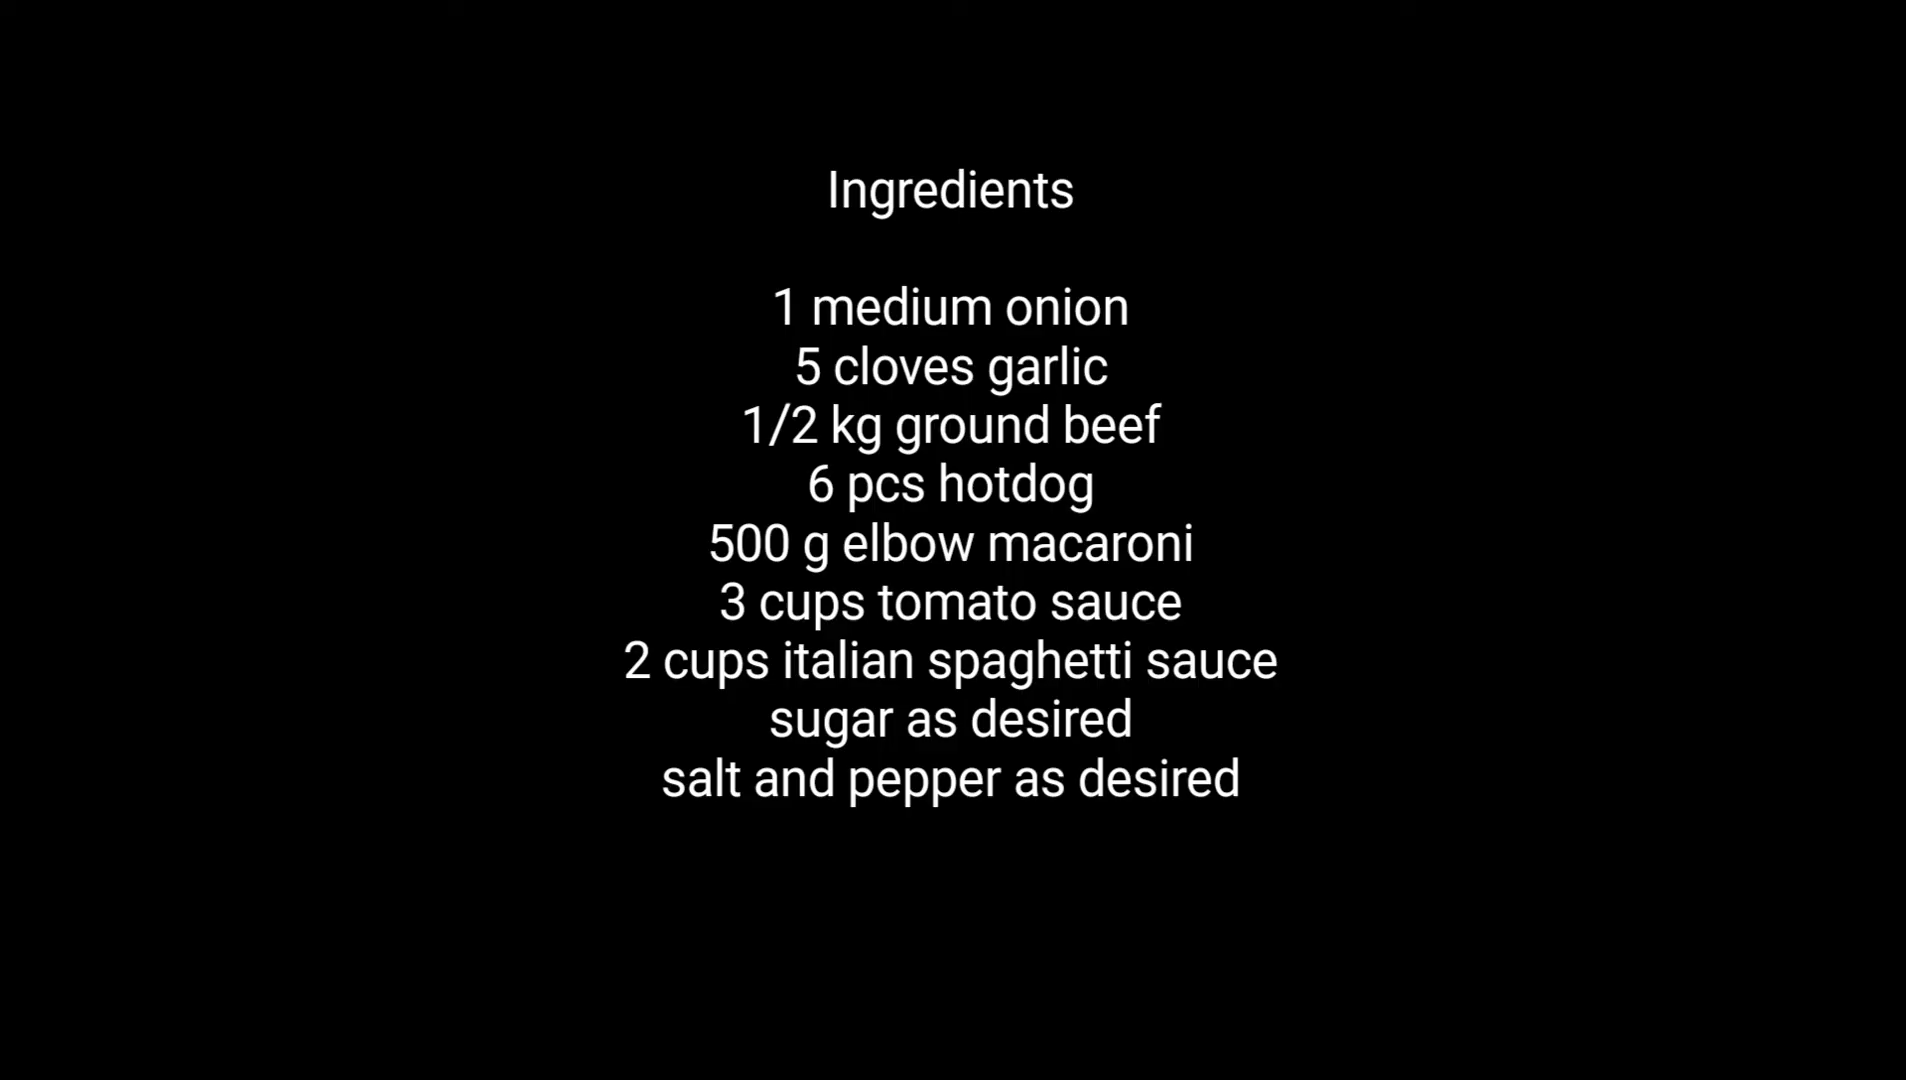 Ingredients
1 medium onion
5 cloves garlic
1/2 kg ground beef
6 pcs hotdog
500 g elbow macaroni
3 cups tomato sauce
2 cups italian spaghetti sauce
sugar as desired
salt and pepper as desired